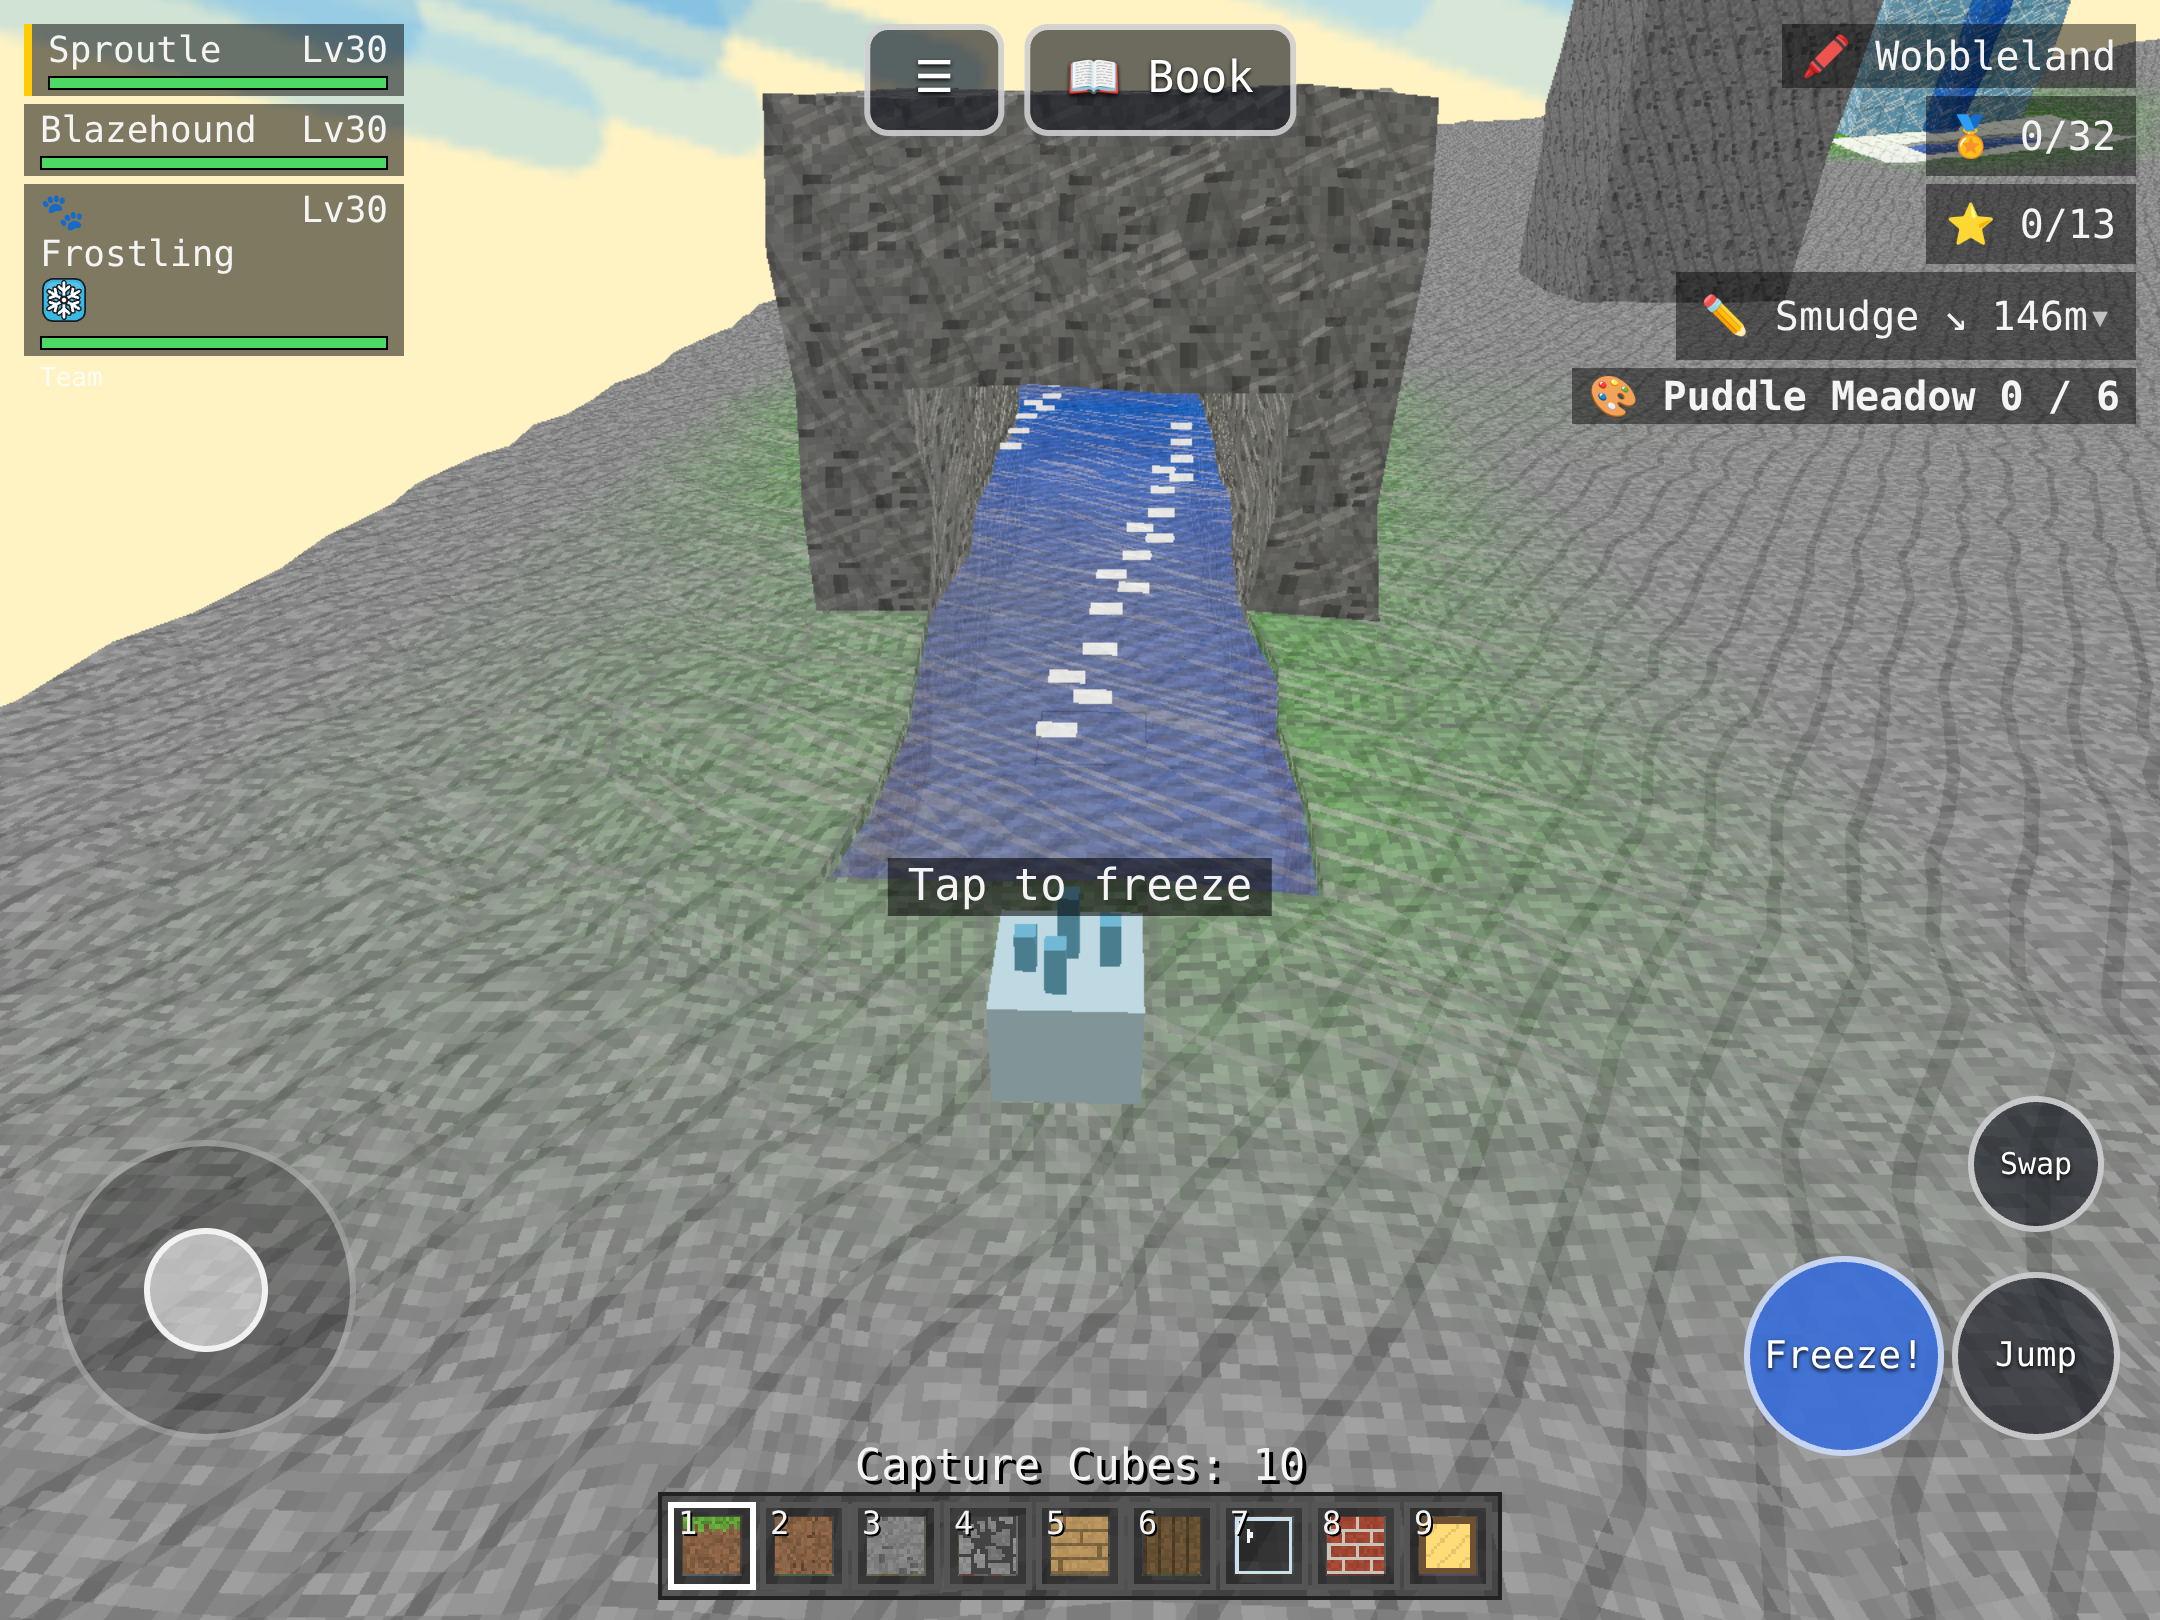 Sproutle Lv30
Blazehound Lv30
Lv30
Frostling
Team
Book
Wobbleland
0/32
0/13
Smudge ↘ 146m▾
Puddle Meadow 0 / 6
Tap to freeze
Swap
Freeze!
Jump
Capture Cubes: 10
1 2 3 4 5 6 7 8 9